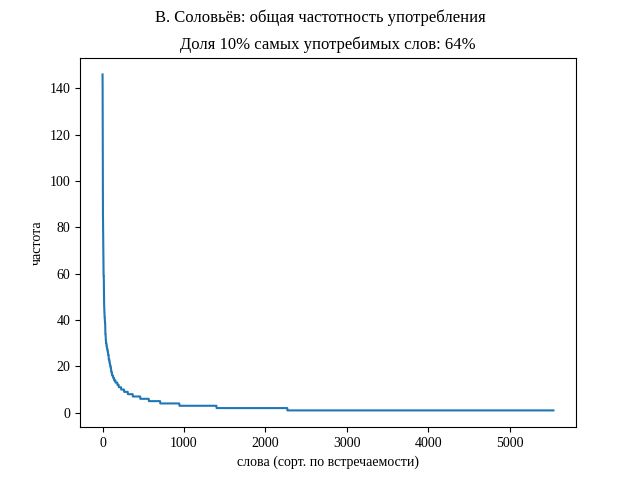 В. Соловьёв: общая частотность употребления
Доля 10% самых употребимых слов: 64%
140
120
100
80
60
40
20
0
частота
0 1000 2000 3000 4000 5000
слова (сорт. по встречаемости)